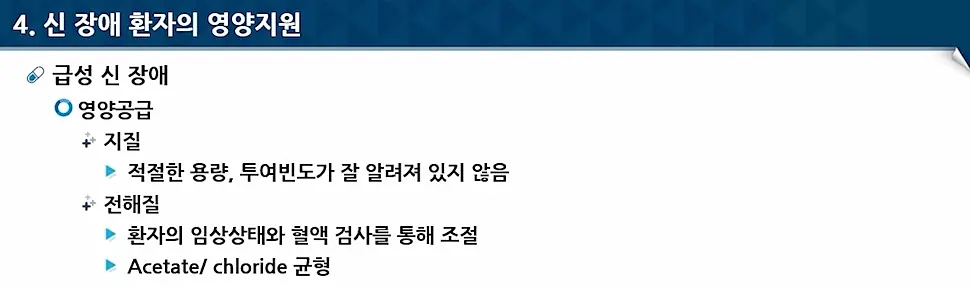 4. 신 장애 환자의 영양지원
급성 신 장애
영양공급
지질
적절한 용량, 투여빈도가 잘 알려져 있지 않음
전해질
환자의 임상상태와 혈액 검사를 통해 조절
Acetate/ chloride 균형